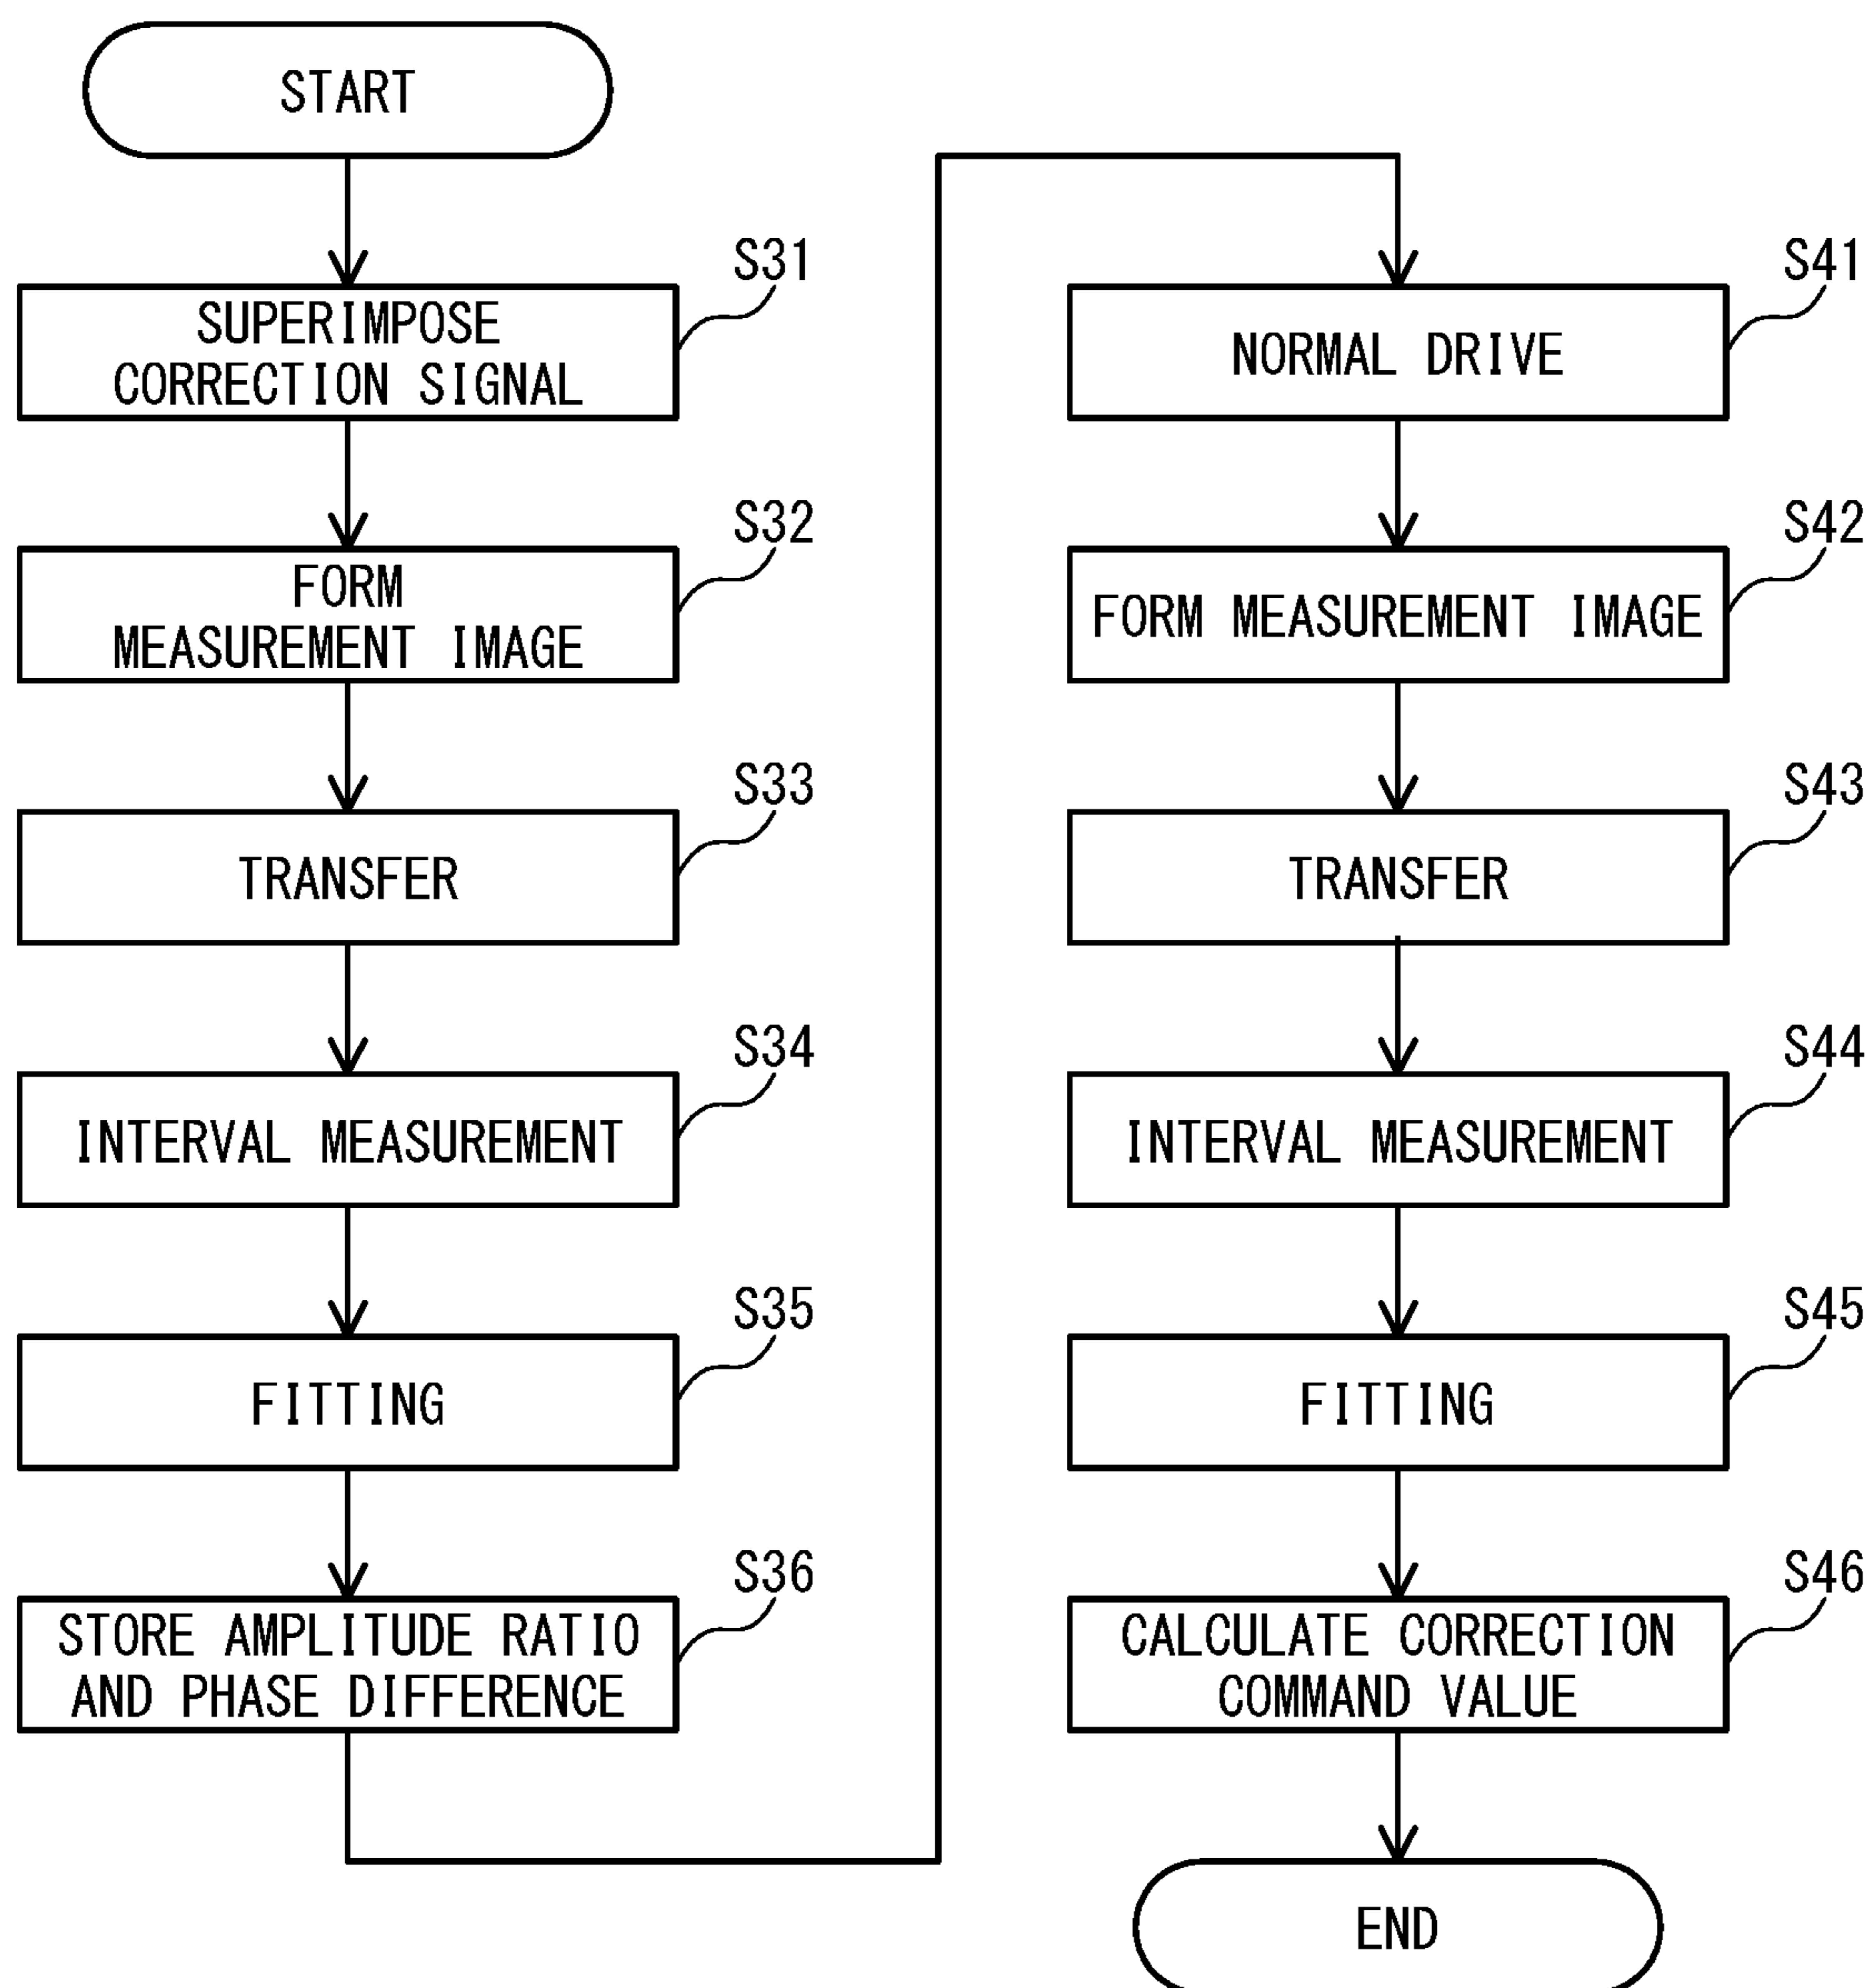 START
S31
SUPERIMPOSE
CORRECTION SIGNAL
S32
FORM
MEASUREMENT IMAGE
S33
TRANSFER
S34
INTERVAL MEASUREMENT
S35
FITTING
S36
STORE AMPLITUDE RATIO
AND PHASE DIFFERENCE
S41
NORMAL DRIVE
S42
FORM MEASUREMENT IMAGE
S43
TRANSFER
S44
INTERVAL MEASUREMENT
S45
FITTING
S46
CALCULATE CORRECTION
COMMAND VALUE
END